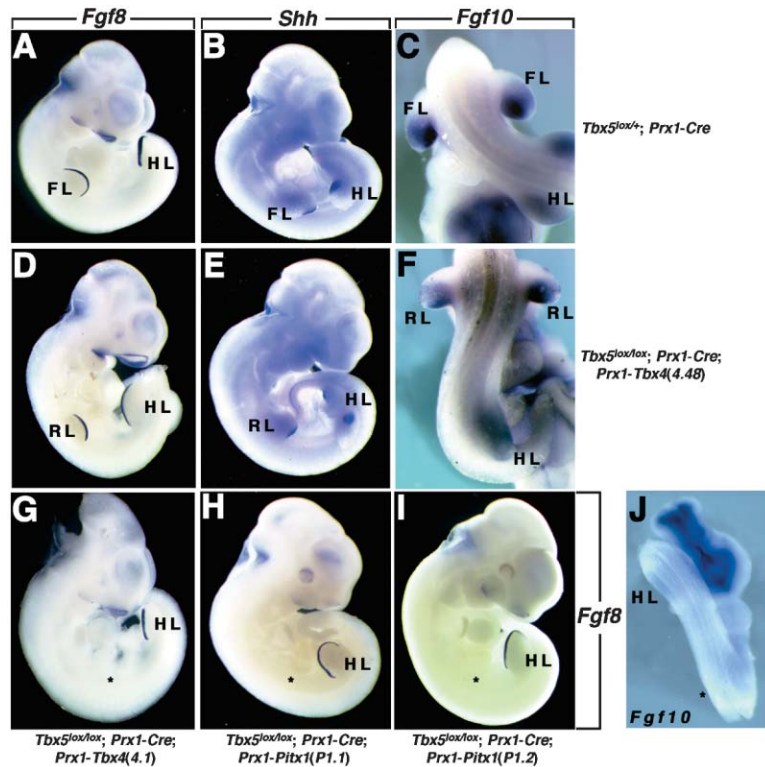 Fgf8 Shh Fgf10
A B C
FL
FL
HL
FL HL
FL HL
Tbx5lox/+; Prx1-Cre
D E F
RL RL
HL
RL HL
RL HL
Tbx5lox/lox; Prx1-Cre;
Prx1-Tbx4(4.48)
G H I J
HL
HL
HL
HL
* * * *
Fgf8
Fgf10
Tbx5lox/lox; Prx1-Cre;
Prx1-Tbx4(4.1)
Tbx5lox/lox; Prx1-Cre;
Prx1-Pitx1(P1.1)
Tbx5lox/lox; Prx1-Cre;
Prx1-Pitx1(P1.2)